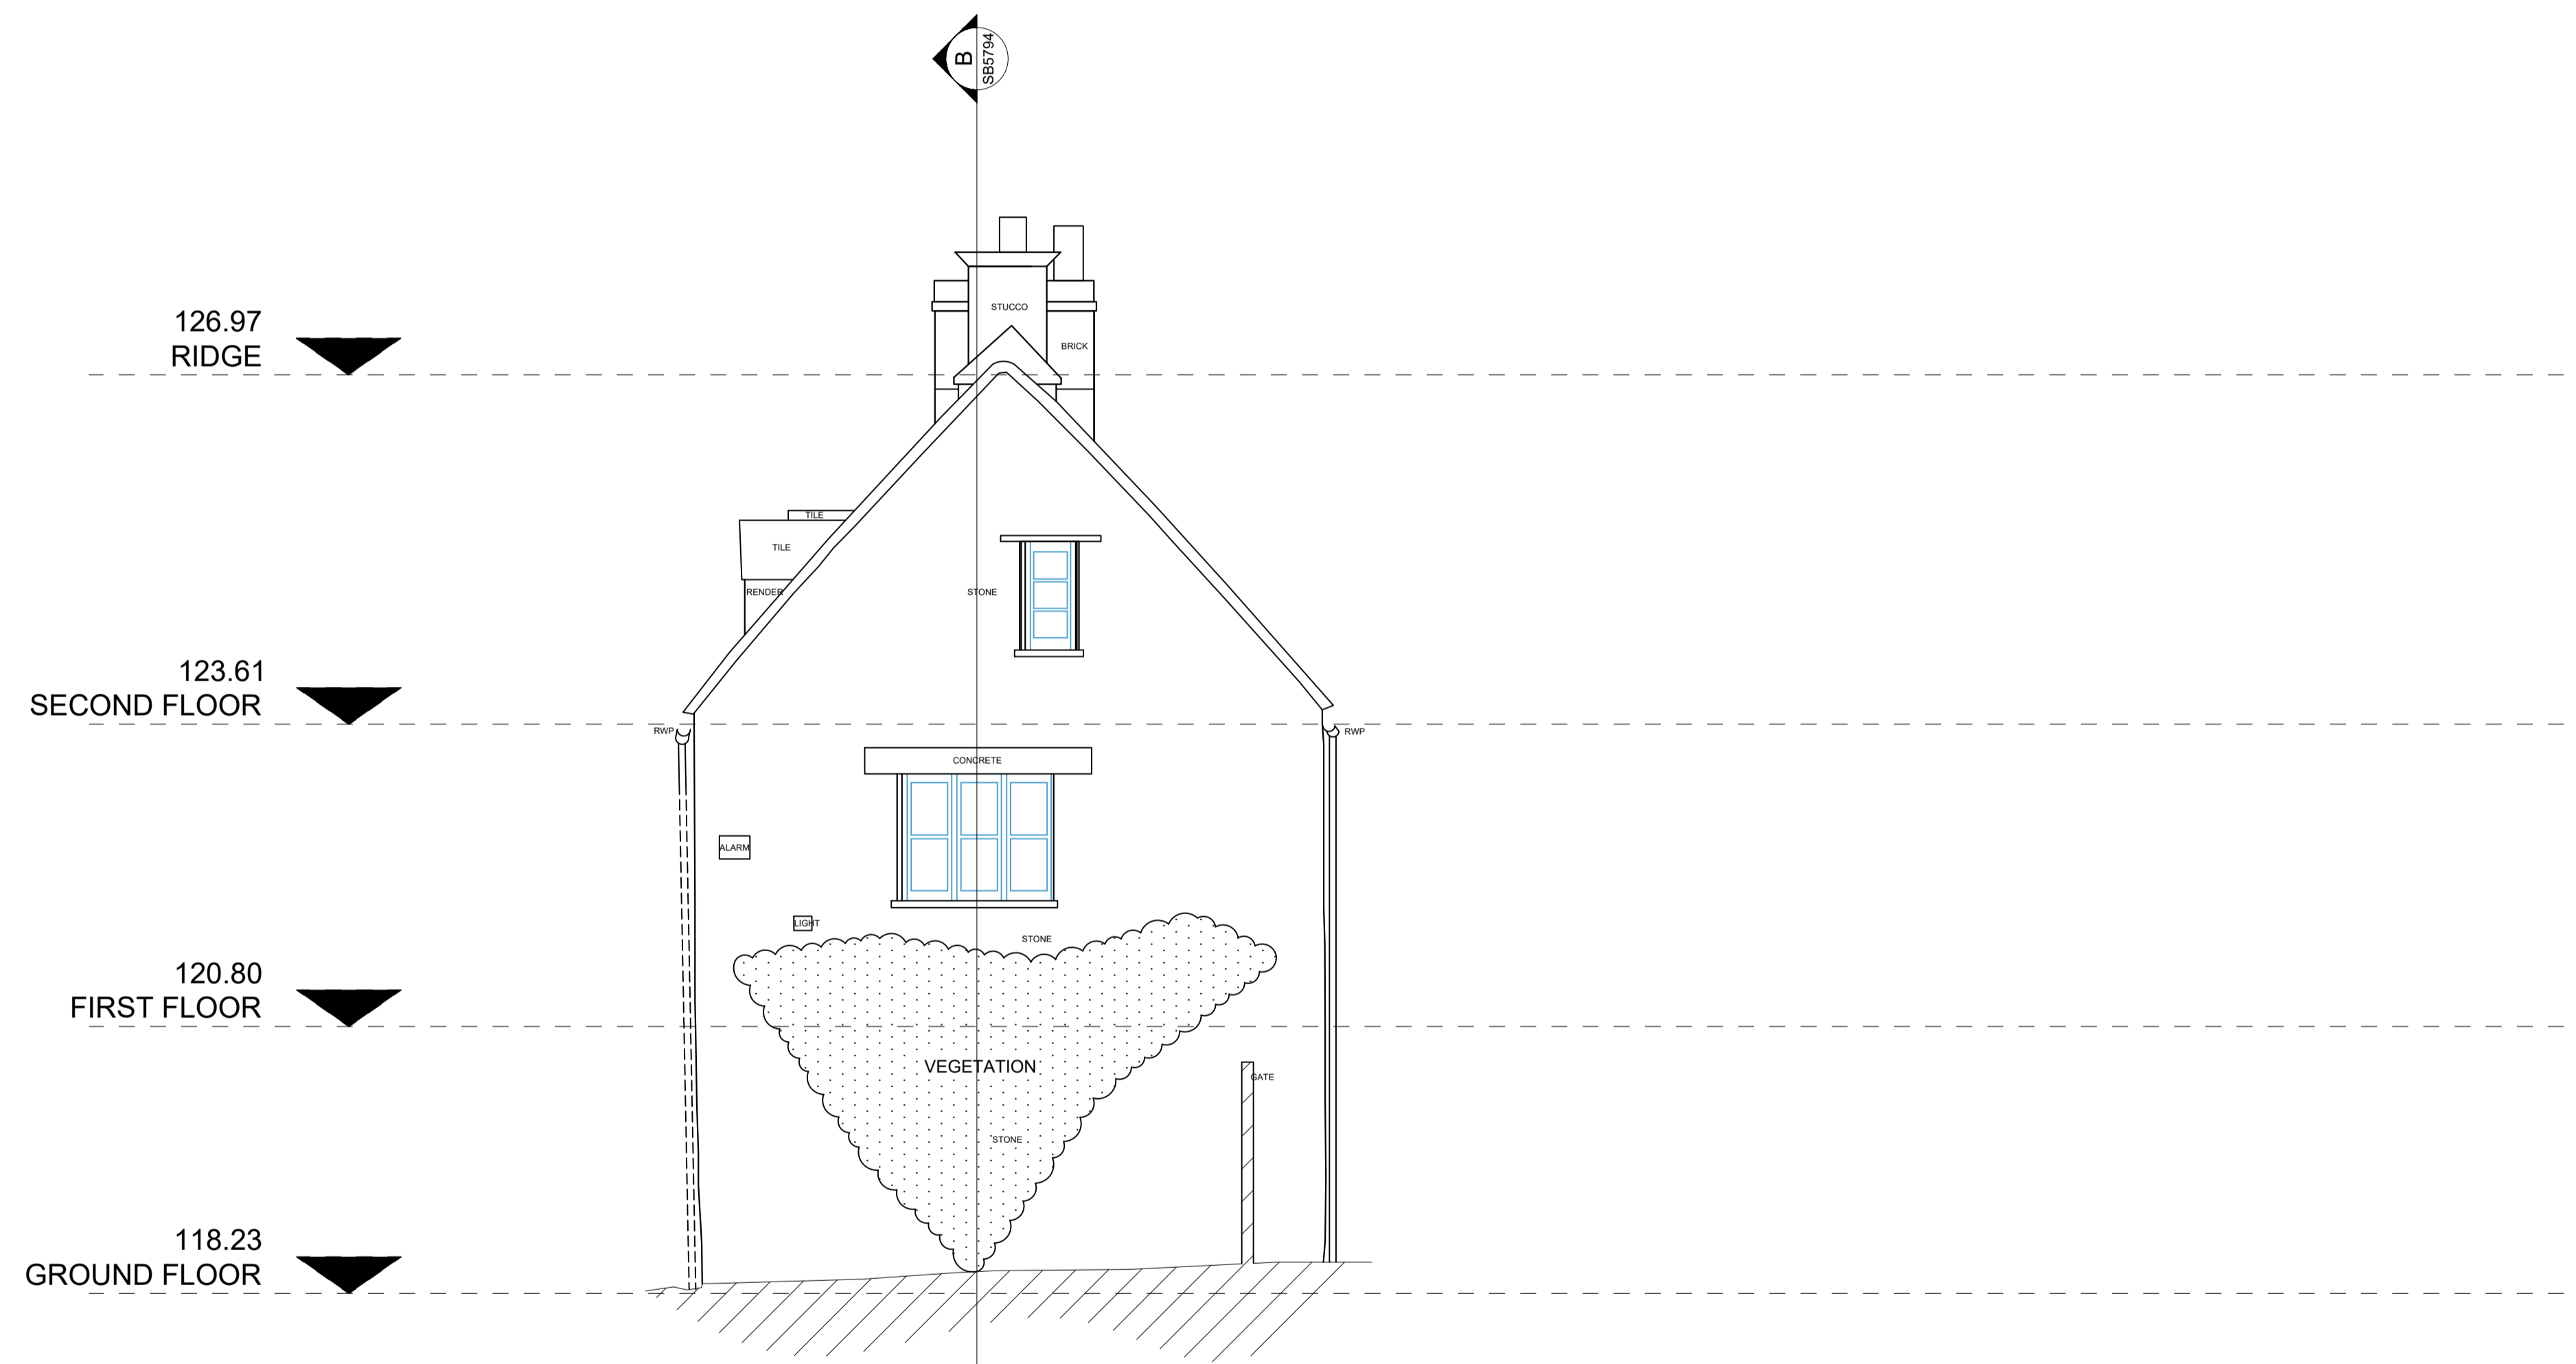 B
SB5794
STUCCO
126.97
RIDGE
BRICK
TILE
TILE
RENDER
STONE
123.61
SECOND FLOOR
RWP
RWP
CONCRETE
ALARM
LIGHT
STONE
120.80
FIRST FLOOR
VEGETATION
GATE
STONE
118.23
GROUND FLOOR